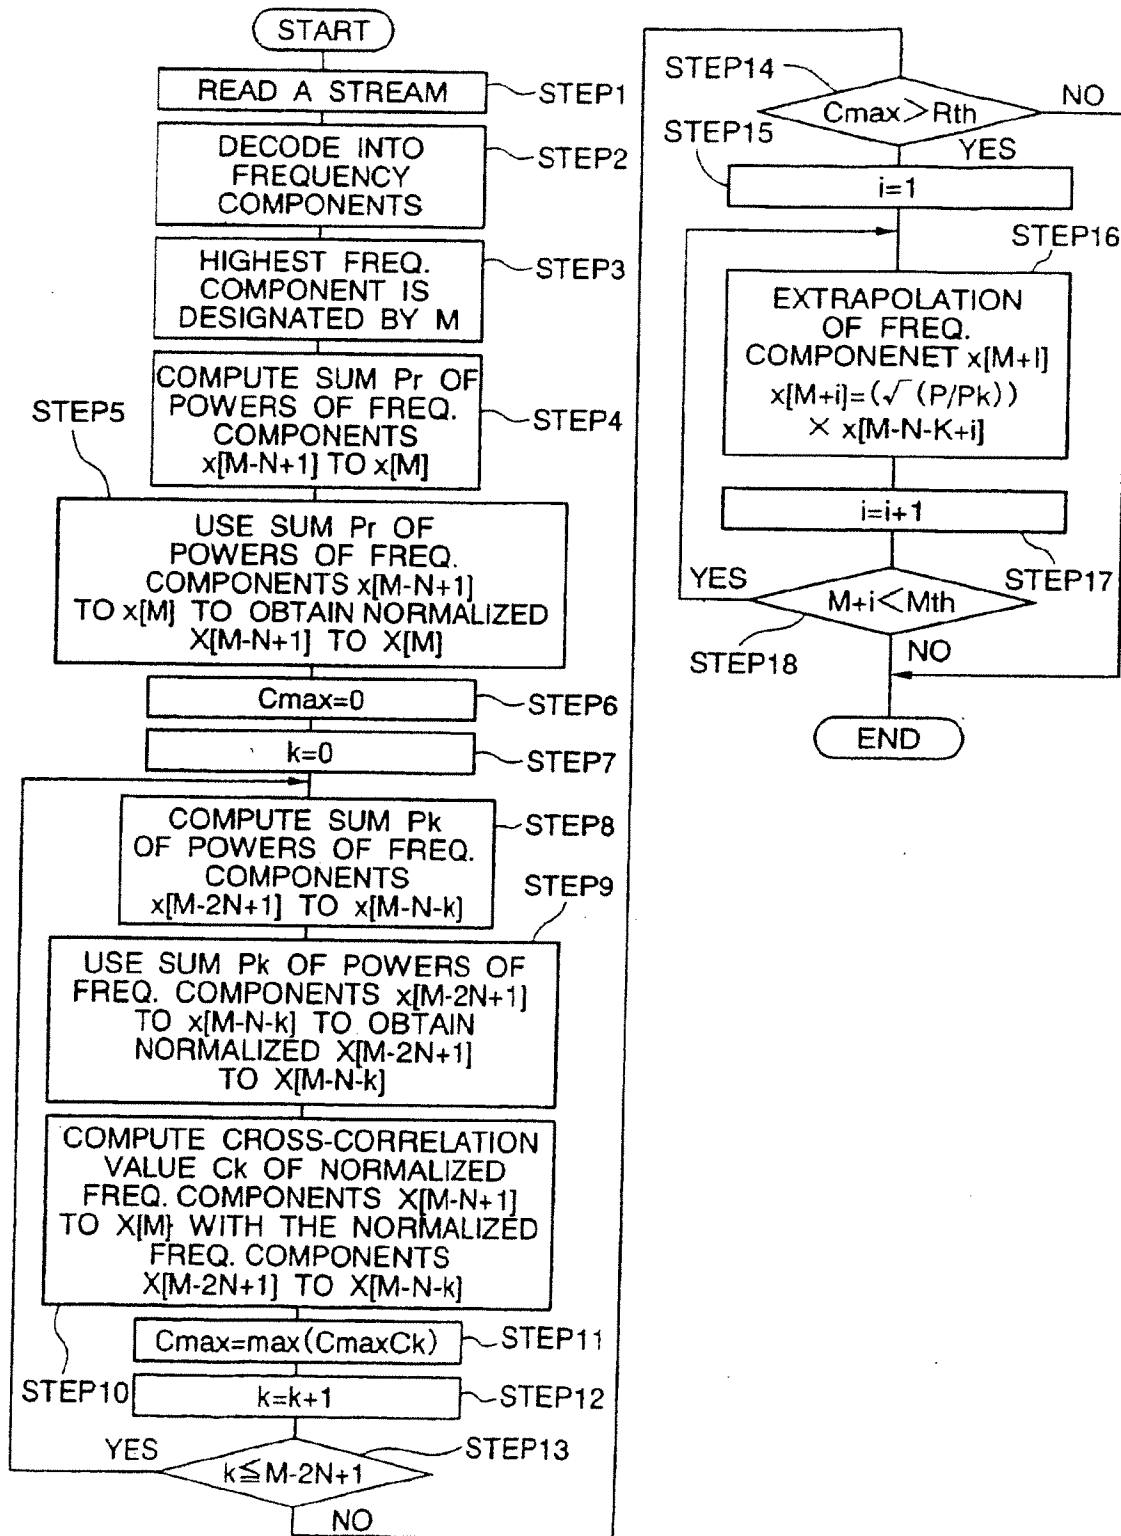 START
READ A STREAM
STEP1
DECODE INTO
FREQUENCY
COMPONENTS
STEP2
HIGHEST FREQ.
COMPONENT IS
DESIGNATED BY M
STEP3
COMPUTE SUM Pr OF
POWERS OF FREQ.
COMPONENTS
x[M-N+1] TO x[M]
STEP4
STEP5
USE SUM Pr OF
POWERS OF FREQ.
COMPONENTS x[M-N+1]
TO x[M] TO OBTAIN NORMALIZED
X[M-N+1] TO X[M]
Cmax=0
STEP6
k=0
STEP7
COMPUTE SUM Pk
OF POWERS OF FREQ.
COMPONENTS
x[M-2N+1] TO x[M-N-k]
STEP8
STEP9
USE SUM Pk OF POWERS OF
FREQ. COMPONENTS x[M-2N+1]
TO x[M-N-k] TO OBTAIN
NORMALIZED X[M-2N+1]
TO X[M-N-k]
COMPUTE CROSS-CORRELATION
VALUE Ck OF NORMALIZED
FREQ. COMPONENTS X[M-N+1]
TO X[M} WITH THE NORMALIZED
FREQ. COMPONENTS
X[M-2N+1] TO X[M-N-k]
STEP10
Cmax=max(CmaxCk)
STEP11
k=k+1
STEP12
STEP13
YES
k≦M-2N+1
NO
STEP14
Cmax>Rth
NO
YES
STEP15
i=1
STEP16
EXTRAPOLATION
OF FREQ.
COMPONENET x[M+I]
x[M+i]=(√ (P/Pk))
× x[M-N-K+i]
i=i+1
STEP17
YES
M+i<Mth
STEP18
NO
END